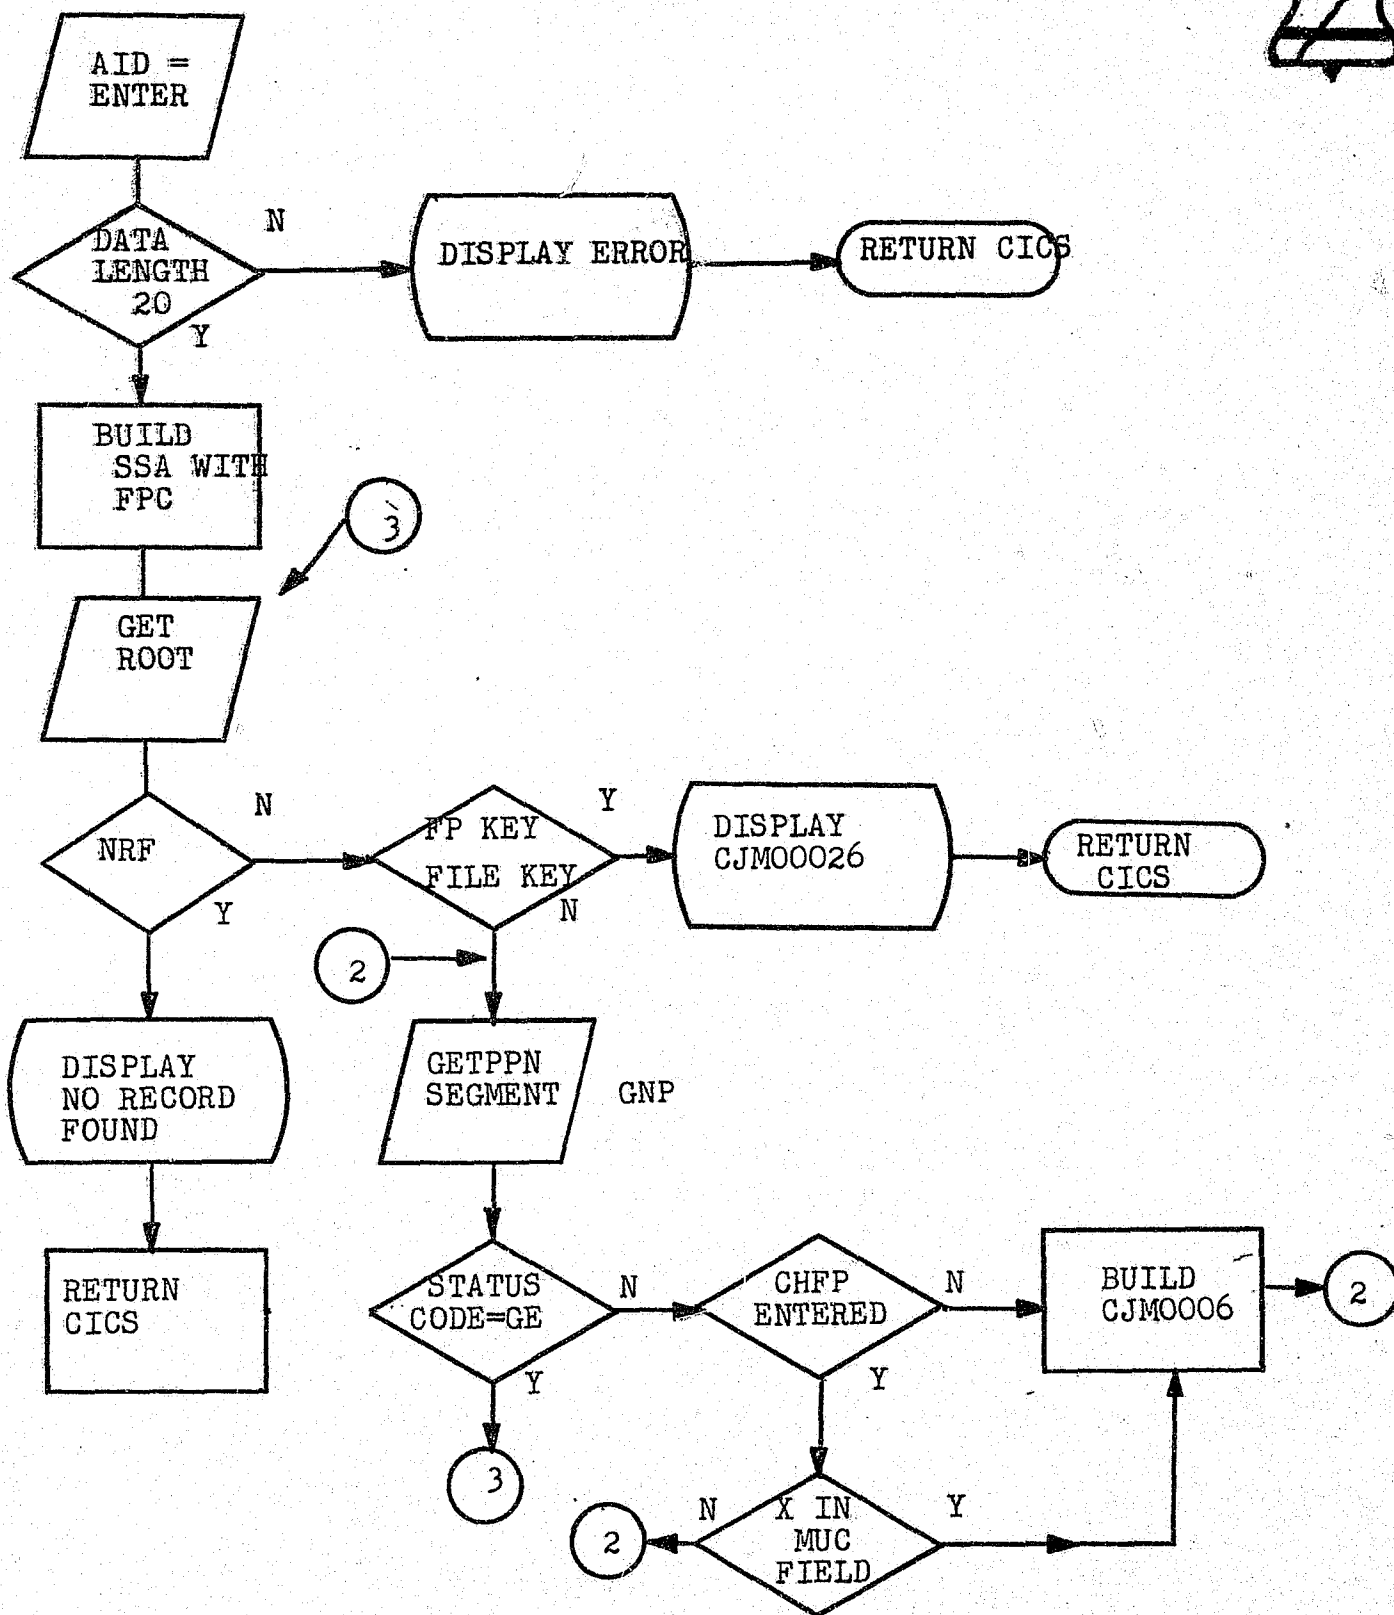 AID =
ENTER
DATA
LENGTH
20
N
Y
DISPLAY ERROR
RETURN CICS
BUILD
SSA WITH
FPC
3
GET
ROOT
NRF
N
Y
FP KEY
FILE KEY
Y
N
DISPLAY
CJM00026
RETURN
CICS
2
DISPLAY
NO RECORD
FOUND
GETPPN
SEGMENT
GNP
RETURN
CICS
STATUS
CODE=GE
N
Y
CHFP
ENTERED
N
Y
BUILD
CJM0006
2
3
2
N
X IN
MUC
FIELD
Y